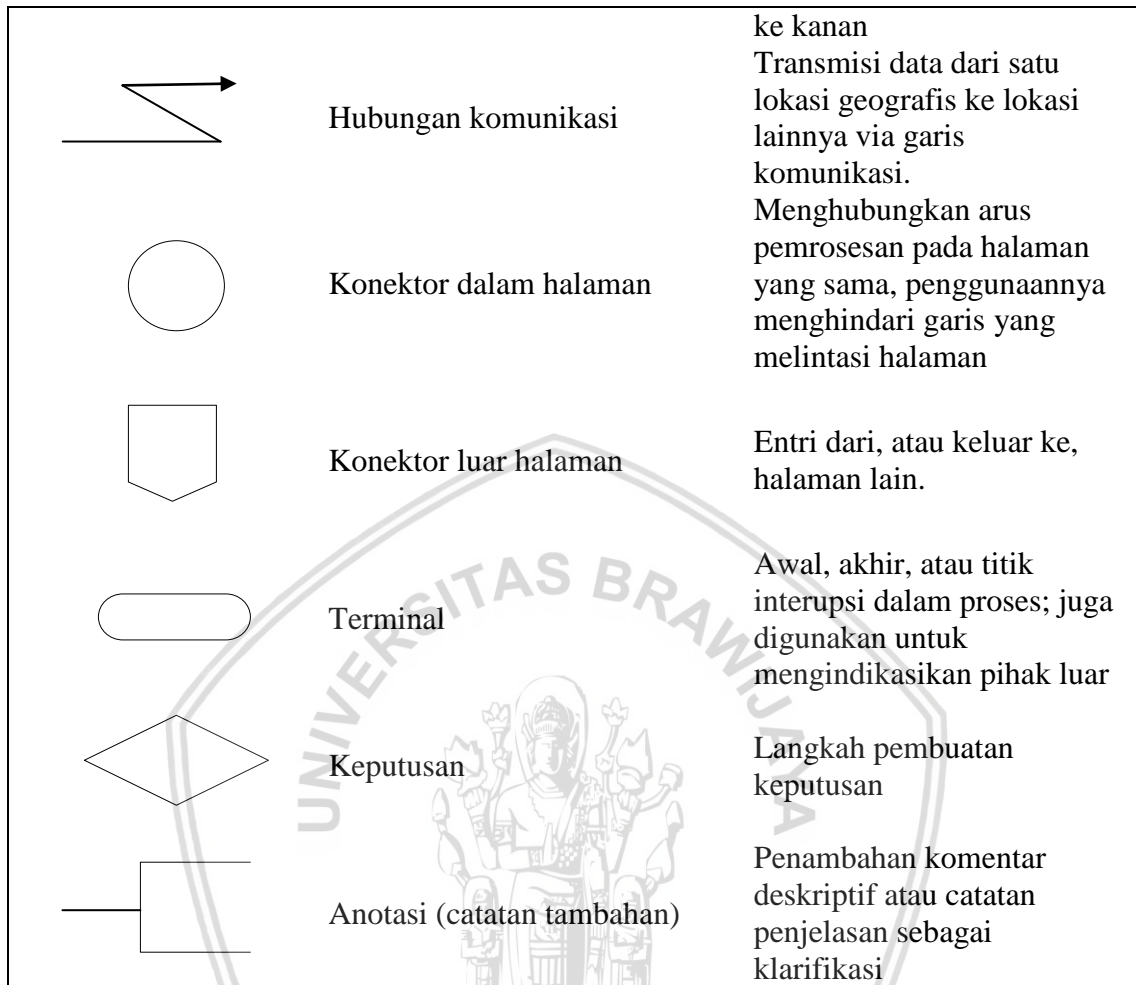 ke kanan
Hubungan komunikasi
Transmisi data dari satu
lokasi geografis ke lokasi
lainnya via garis
komunikasi.
Konektor dalam halaman
Menghubungkan arus
pemrosesan pada halaman
yang sama, penggunaannya
menghindari garis yang
melintasi halaman
Konektor luar halaman
Entri dari, atau keluar ke,
halaman lain.
Terminal
Awal, akhir, atau titik
interupsi dalam proses; juga
digunakan untuk
mengindikasikan pihak luar
Keputusan
Langkah pembuatan
keputusan
Anotasi (catatan tambahan)
Penambahan komentar
deskriptif atau catatan
penjelasan sebagai
klarifikasi
UNIVERSITAS BRAWIJAYA